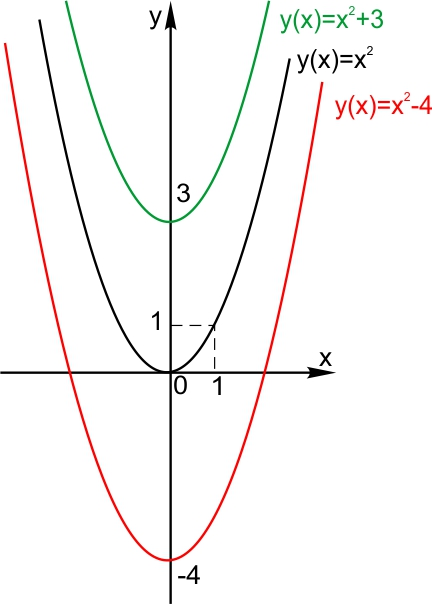 y
y(x)=x²+3
y(x)=x²
y(x)=x²-4
3
1
x
0
1
-4